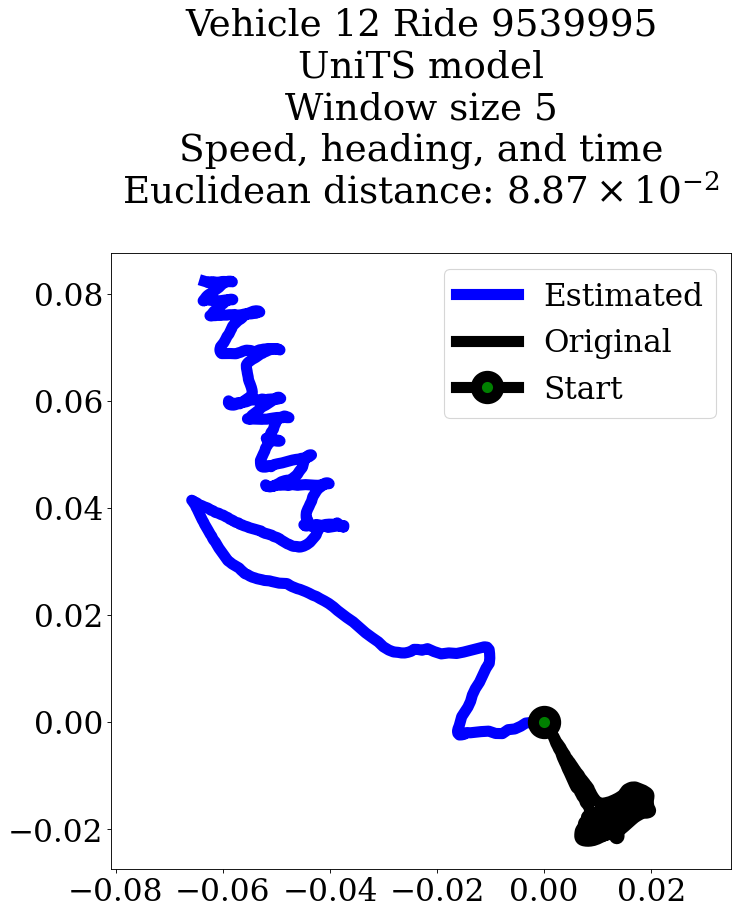 Vehicle 12 Ride 9539995
UniTS model
Window size 5
Speed, heading, and time
Euclidean distance: 8.87 × 10⁻²
Estimated
Original
Start
0.08
0.06
0.04
0.02
0.00
−0.02
−0.08 −0.06 −0.04 −0.02 0.00 0.02